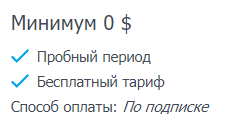 Минимум 0 $
Пробный период
Бесплатный тариф
Способ оплаты: По подписке